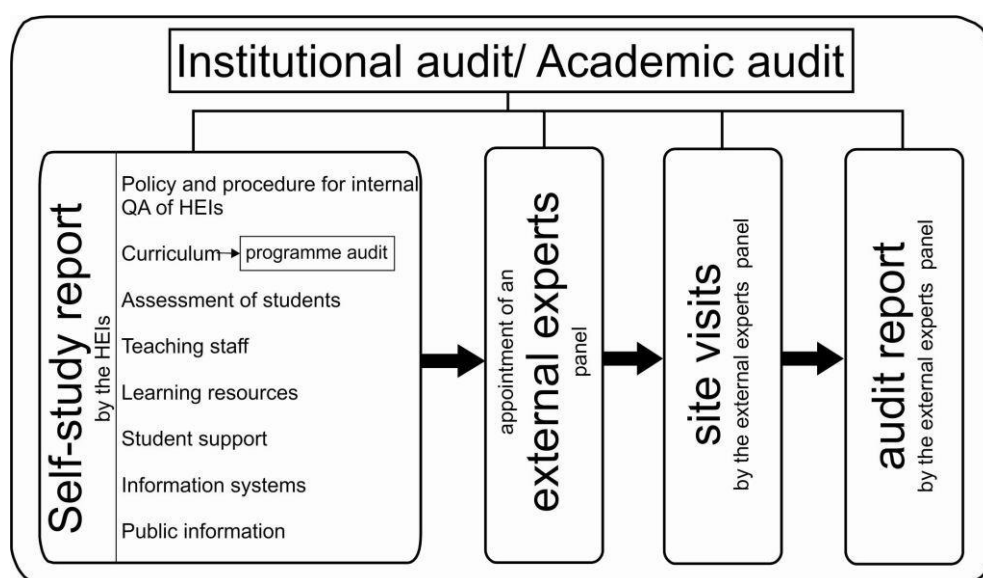 Institutional audit/ Academic audit
Self-study report
by the HEIs
Policy and procedure for internal
QA of HEIs
Curriculum
programme audit
Assessment of students
Teaching staff
Learning resources
Student support
Information systems
Public information
appointment of an
external experts
panel
site visits
by the external experts panel
audit report
by the external experts panel